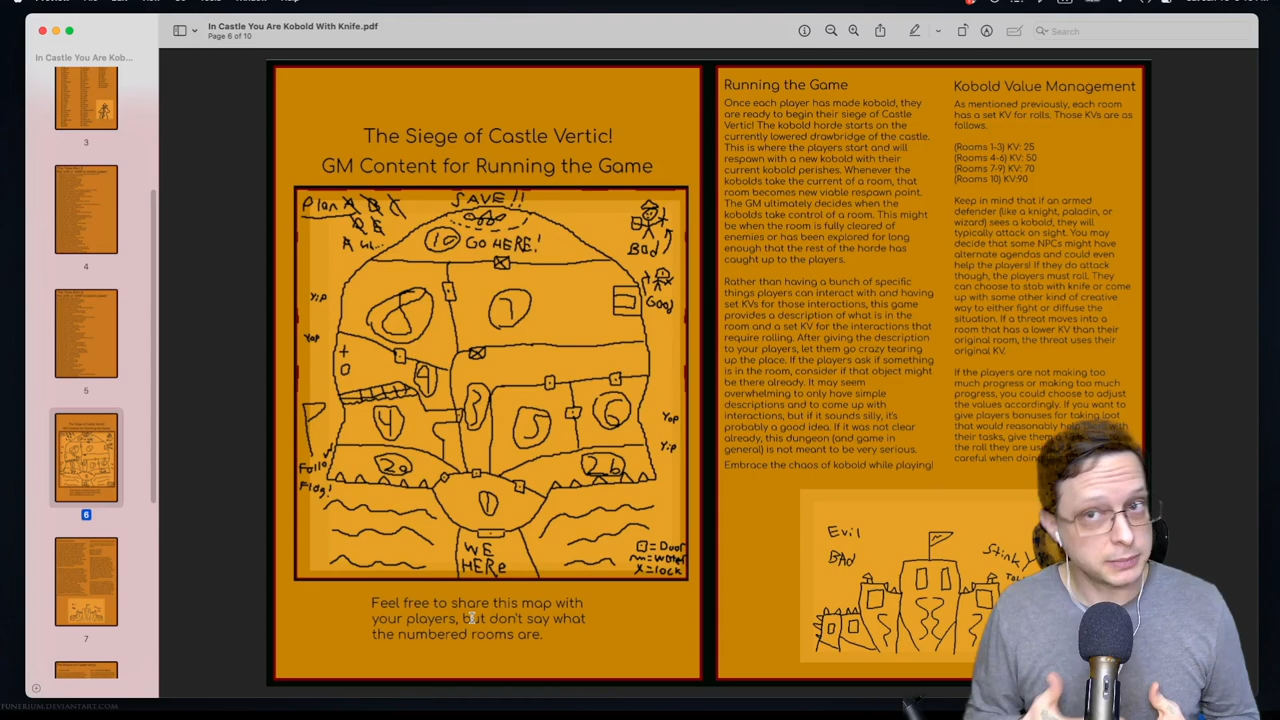 In Castle You Are Kobold With Knife.pdf
Page 6 of 10
Search
In Castle You Are Kob...
3
4
5
6
7
The Siege of Castle Vertic!
GM Content for Running the Game
Plan
SAVE!!
10 GO HERE!
Bad
Good
Yip
Yop
8
7
4
4
3
5
6
Yop
Yip
2a
2b
Follow
Flag!
1
WE
HERe
=Door
=water
x=lock
Feel free to share this map with
your players, but don't say what
the numbered rooms are.
Running the Game
Once each player has made kobold, they
are ready to begin their siege of Castle
Vertic! The kobold horde starts on the
currently lowered drawbridge of the castle.
This is where the players start and will
respawn with a new kobold with their
current kobold perishes. Whenever the
kobolds take the current of a room, that
room becomes new viable respawn point.
The GM ultimately decides when the
kobolds take control of a room. This might
be when the room is fully cleared of
enemies or has been explored for long
enough that the rest of the horde has
caught up to the players.
Rather than having a bunch of specific
things players can interact with and having
set KVs for those interactions, this game
provides a description of what is in the
room and a set KV for the interactions that
require rolling. After giving the description
to your players, let them go crazy tearing
up the place. If the players ask if something
is in the room, consider if that object might
be there already. It may seem
overwhelming to only have simple
descriptions and to come up with
interactions, but if it sounds silly, it's
probably a good idea. If it was not clear
already, this dungeon (and game in
general) is not meant to be very serious.
Embrace the chaos of kobold while playing!
Kobold Value Management
As mentioned previously, each room
has a set KV for rolls. Those KVs are as
follows.
(Rooms 1-3) KV: 25
(Rooms 4-6) KV: 50
(Rooms 7-9) KV: 70
(Rooms 10) KV:90
Keep in mind that if an armed
defender (like a knight, paladin, or
wizard) sees a kobold, they will
typically attack on sight. You may
decide that some NPCs might have
alternate agendas and could even
help the players! If they do attack
though, the players must roll. They
can choose to stab with knife or come
up with some other kind of creative
way to either fight or diffuse the
situation. If a threat moves into a
room that has a lower KV than their
original room, the threat uses their
original KV.
If the players are not making too
much progress or making too much
progress, you could choose to adjust
the values accordingly. If you want to
give players bonuses for taking loot
that would reasonably help with
their tasks, give them
the roll they are us
careful when doin
Evil
BAd
Stinky
FUNERIUM.DEVIANTART.COM